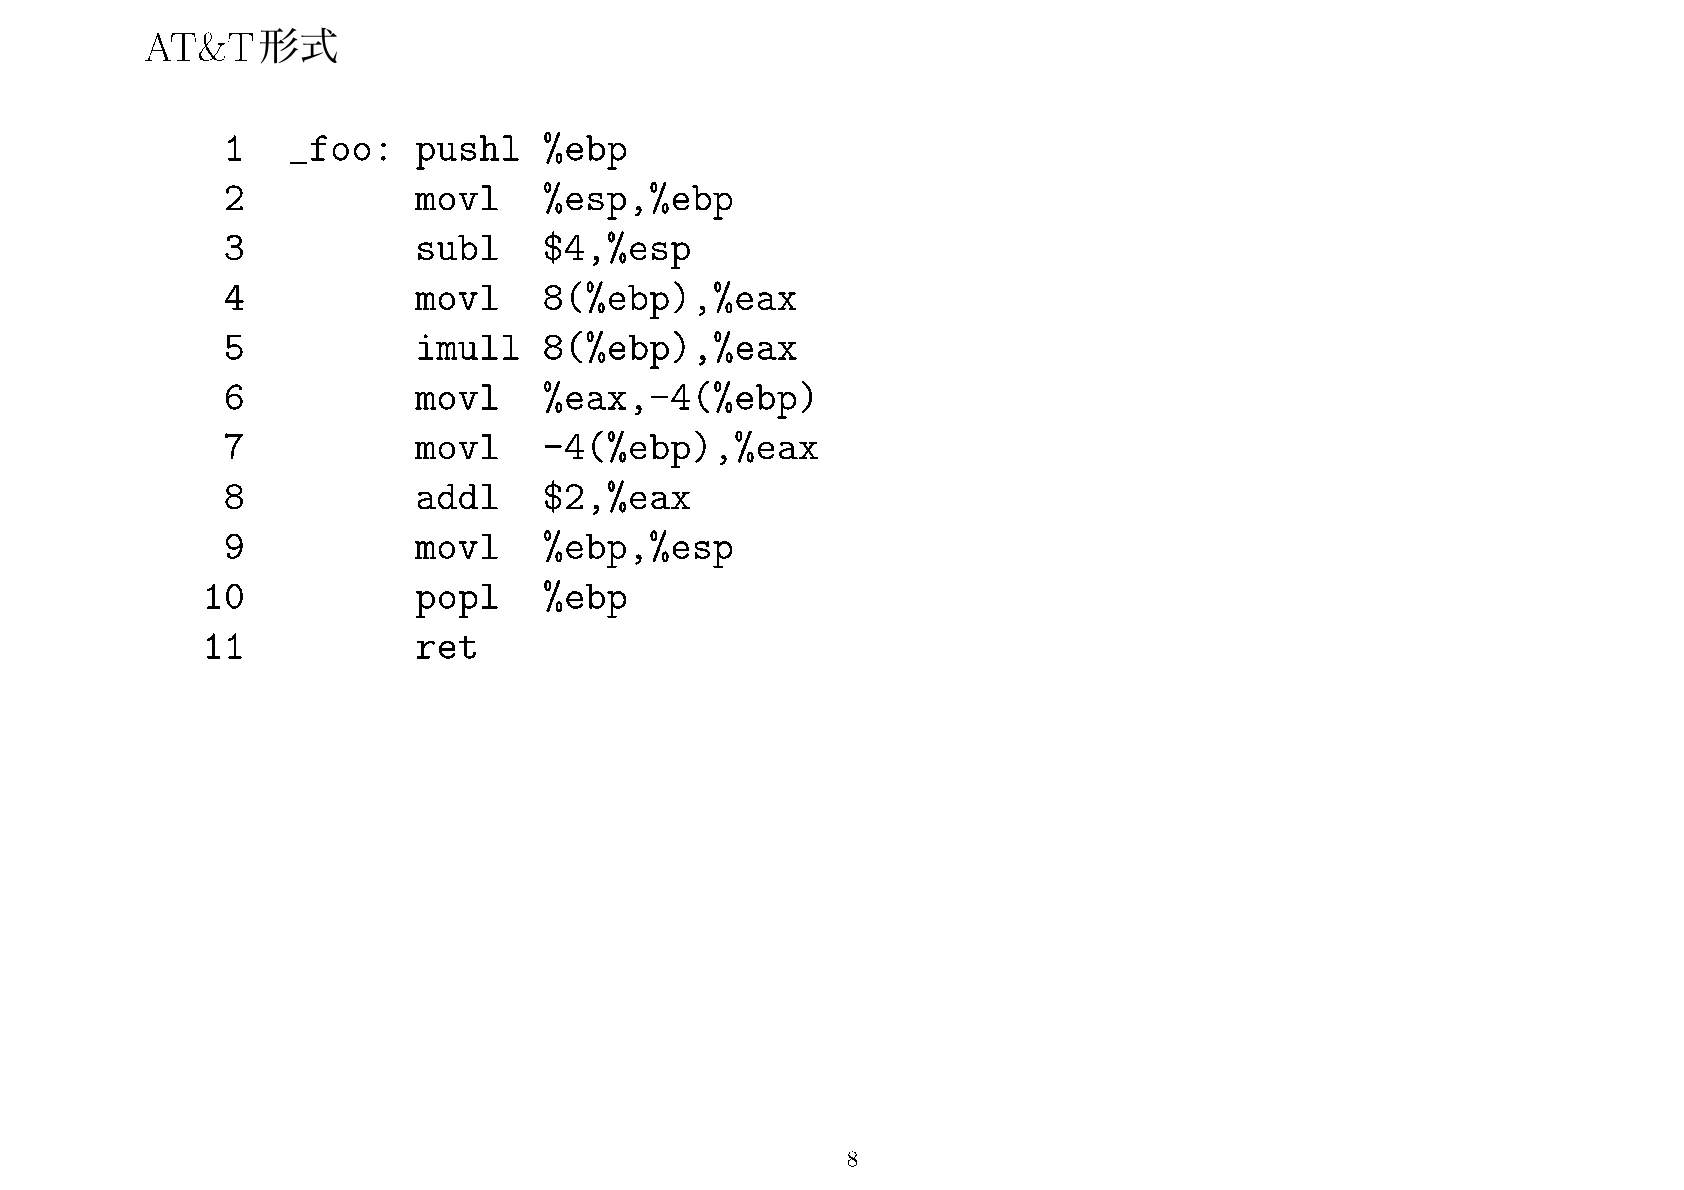 AT&T形式
1 _foo: pushl %ebp
2 movl %esp,%ebp
3 subl $4,%esp
4 movl 8(%ebp),%eax
5 imull 8(%ebp),%eax
6 movl %eax,-4(%ebp)
7 movl -4(%ebp),%eax
8 addl $2,%eax
9 movl %ebp,%esp
10 popl %ebp
11 ret
8